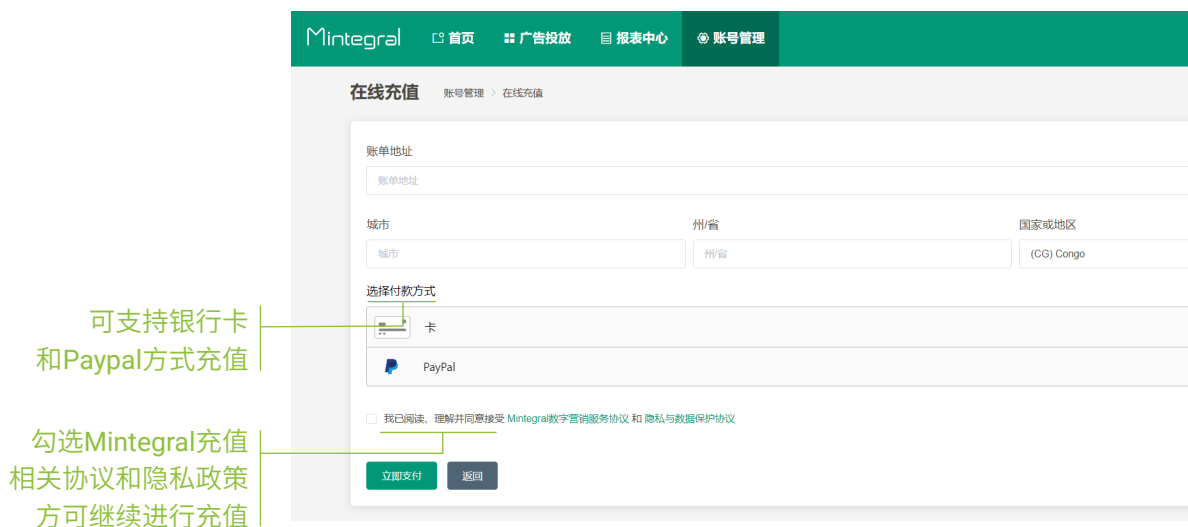 Mintegral 首页 广告投放 报表中心 账号管理
在线充值 账号管理 > 在线充值
账单地址
账单地址
城市 州/省 国家或地区
城市 州/省 (CG) Congo
选择付款方式
卡
PayPal
可支持银行卡
和Paypal方式充值
我已阅读、理解并同意接受 Mintegral数字营销服务协议 和 隐私与数据保护协议
立即支付 返回
勾选Mintegral充值
相关协议和隐私政策
方可继续进行充值